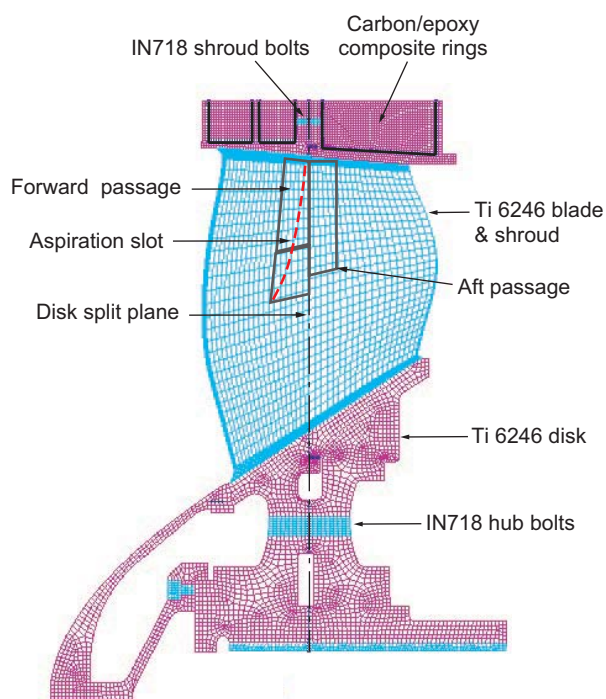 Carbon/epoxy
composite rings
IN718 shroud bolts
Forward passage
Aspiration slot
Disk split plane
Ti 6246 blade
& shroud
Aft passage
Ti 6246 disk
IN718 hub bolts